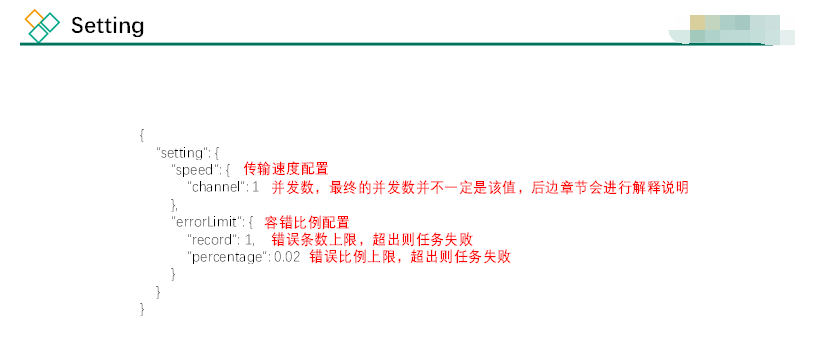 Setting
{
"setting": {
"speed": { 传输速度配置
"channel": 1 并发数，最终的并发数并不一定是该值，后边章节会进行解释说明
},
"errorLimit": { 容错比例配置
"record": 1, 错误条数上限，超出则任务失败
"percentage": 0.02 错误比例上限，超出则任务失败
}
}
}